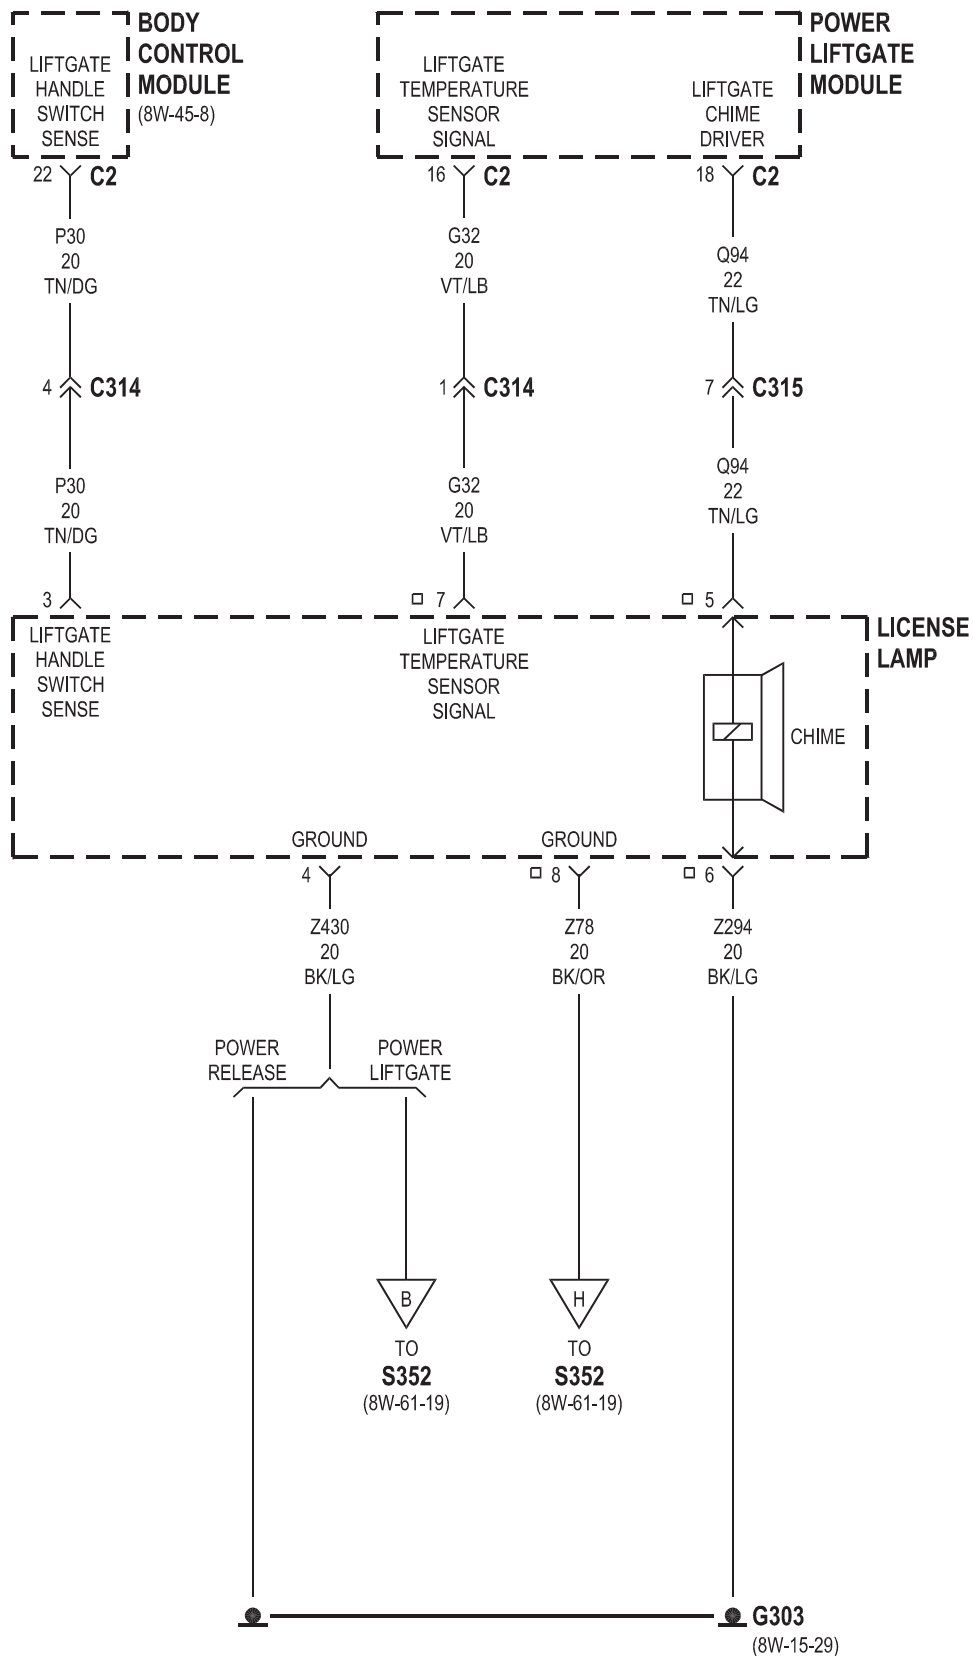 BODY
CONTROL
MODULE
(8W-45-8)
LIFTGATE
HANDLE
SWITCH
SENSE
POWER
LIFTGATE
MODULE
LIFTGATE
TEMPERATURE
SENSOR
SIGNAL
LIFTGATE
CHIME
DRIVER
22 C2
16 C2
18 C2
P30
20
TN/DG
G32
20
VT/LB
Q94
22
TN/LG
4 C314
1 C314
7 C315
P30
20
TN/DG
G32
20
VT/LB
Q94
22
TN/LG
3
7
5
LICENSE
LAMP
LIFTGATE
HANDLE
SWITCH
SENSE
LIFTGATE
TEMPERATURE
SENSOR
SIGNAL
CHIME
GROUND
GROUND
4
8
6
Z430
20
BK/LG
Z78
20
BK/OR
Z294
20
BK/LG
POWER
RELEASE
POWER
LIFTGATE
B
TO
S352
(8W-61-19)
H
TO
S352
(8W-61-19)
G303
(8W-15-29)